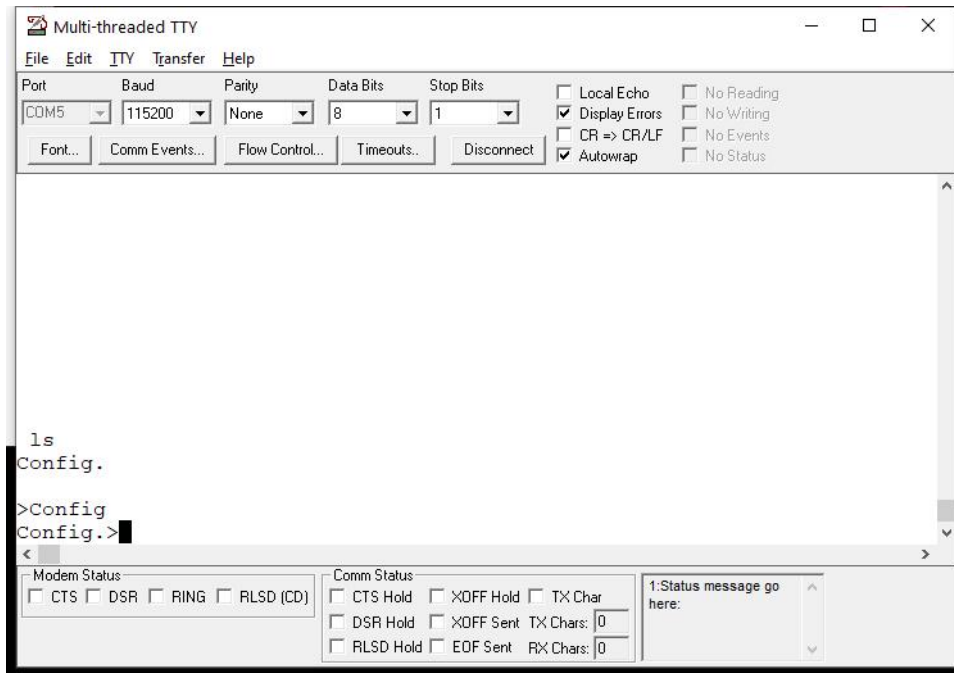 Multi-threaded TTY
File Edit TTY Transfer Help
Port Baud Parity Data Bits Stop Bits
COM5 115200 None 8 1
Local Echo No Reading
Display Errors No Writing
CR => CR/LF No Events
Autowrap No Status
Font... Comm Events... Flow Control... Timeouts.. Disconnect
ls
Config.
>Config
Config.>
Modem Status
CTS DSR RING RLSD (CD)
Comm Status
CTS Hold XOFF Hold TX Char
DSR Hold XOFF Sent TX Chars: 0
RLSD Hold EOF Sent RX Chars: 0
1:Status message go
here: